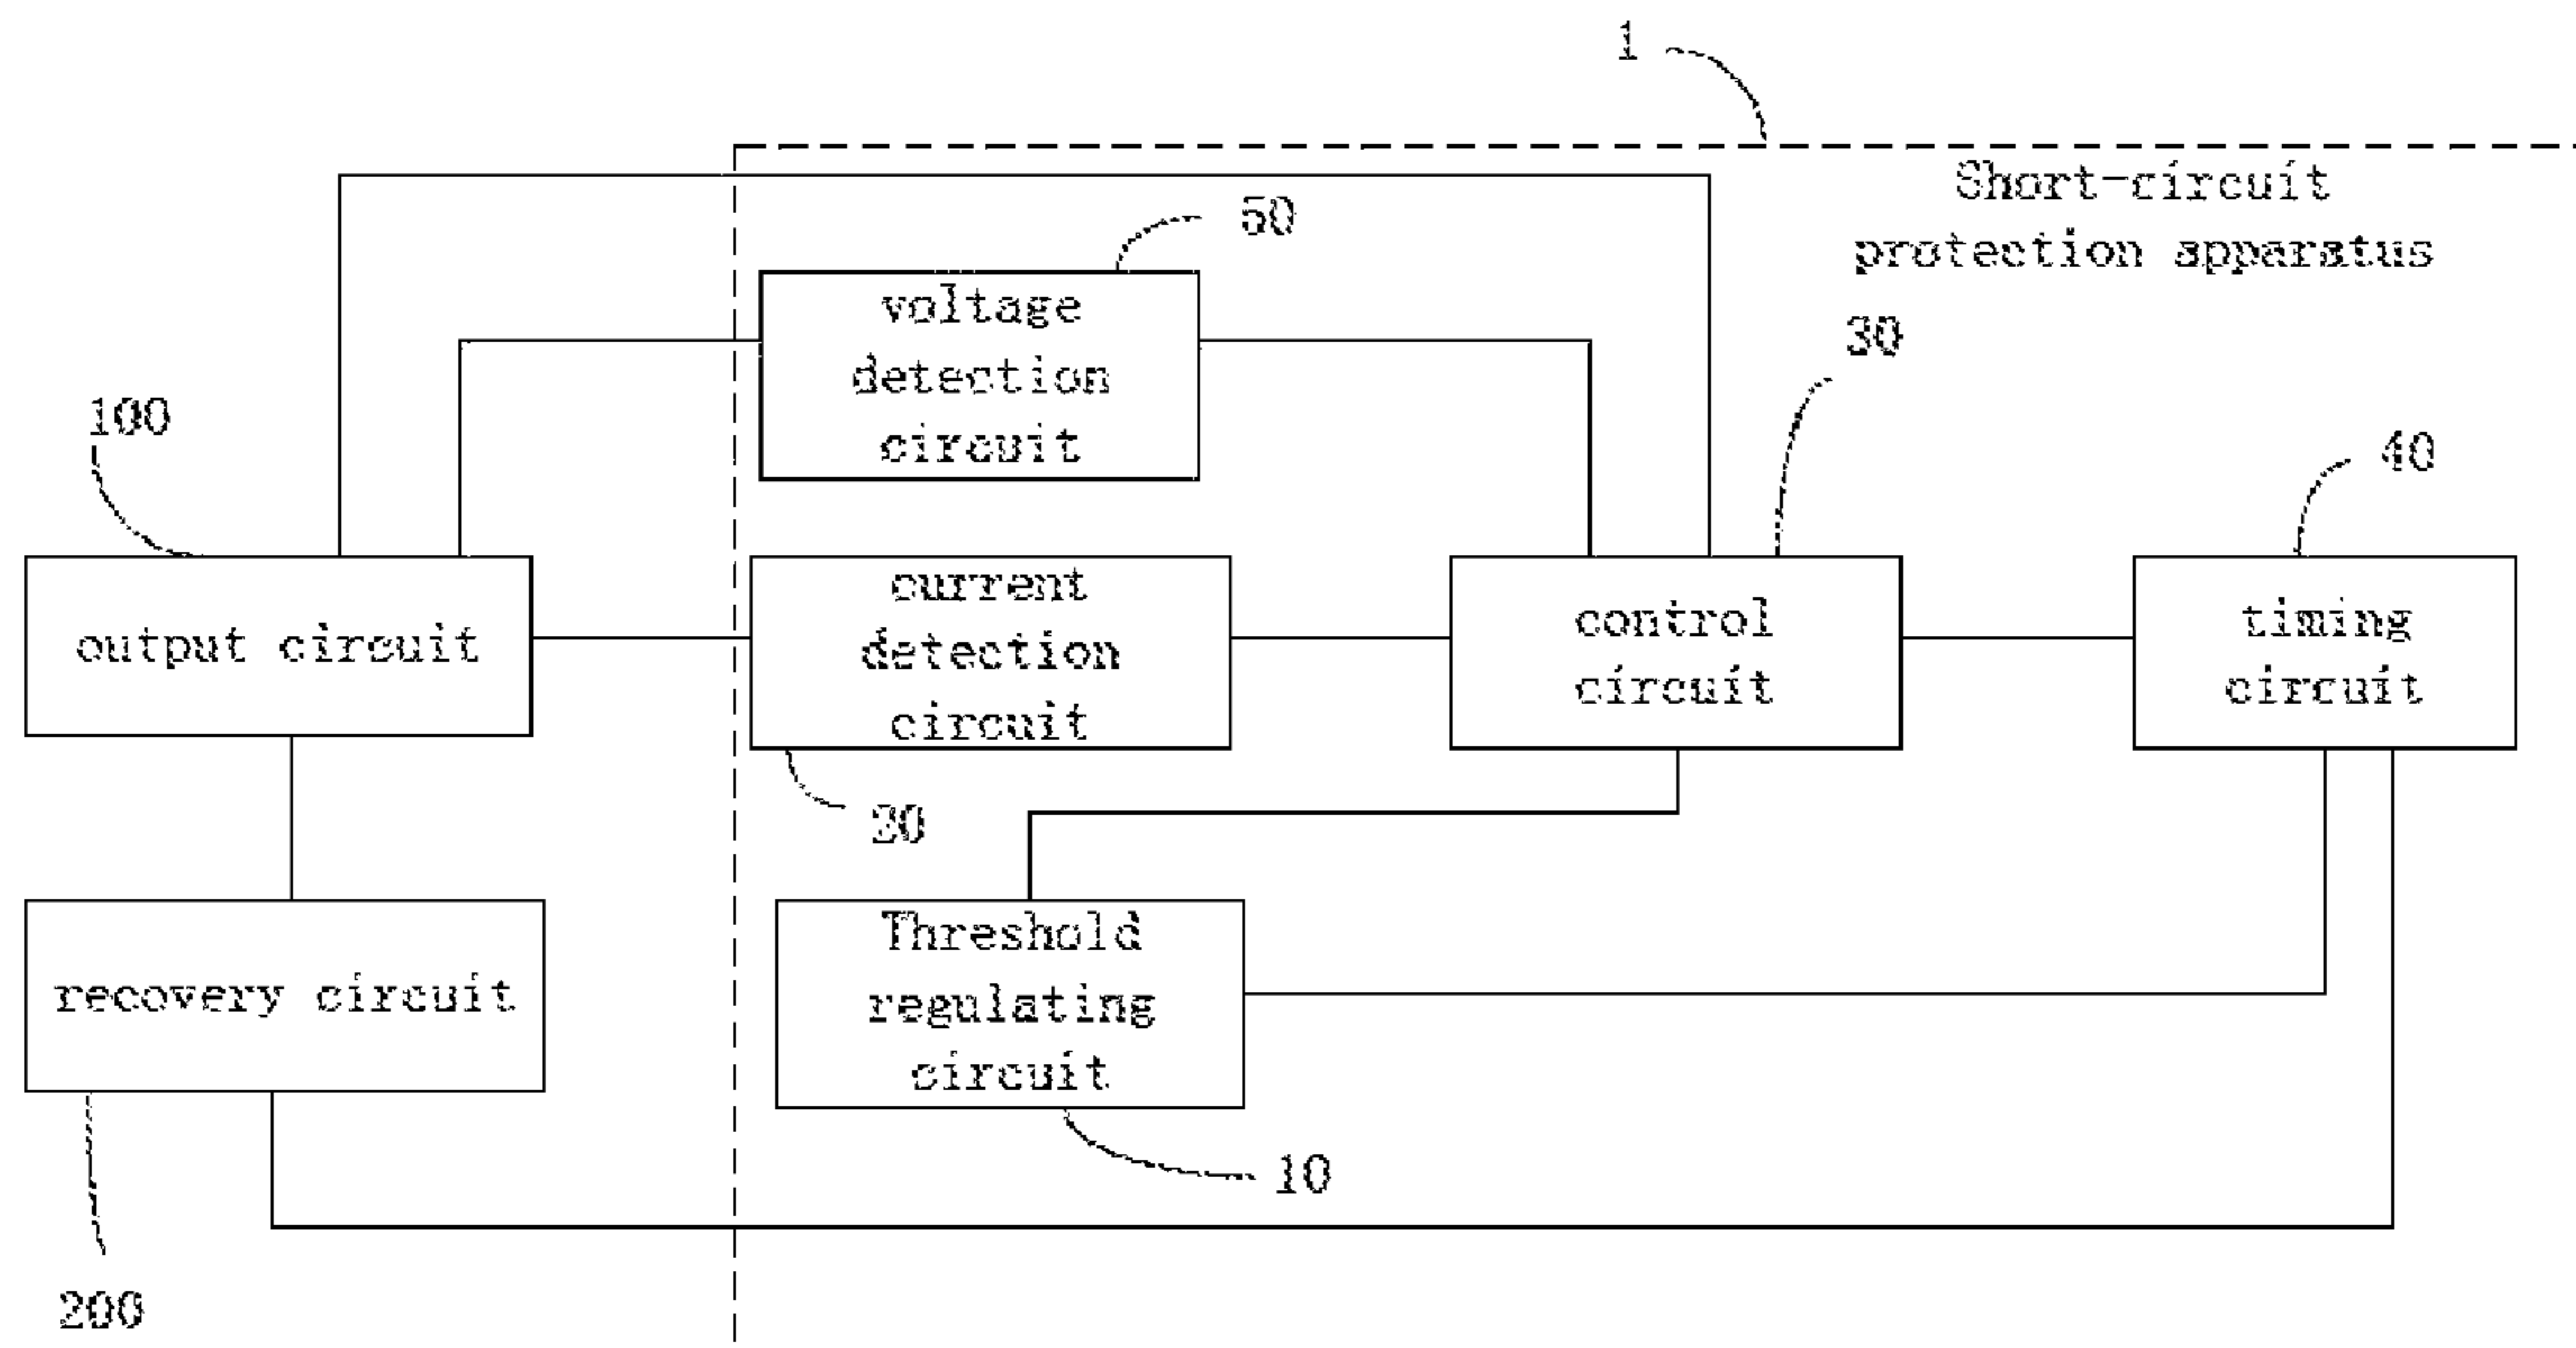 1
Short-circuit
protection apparatus
50
voltage
detection
circuit
30
100
40
output circuit
current
detection
circuit
control
circuit
timing
circuit
20
recovery circuit
Threshold
regulating
circuit
10
200